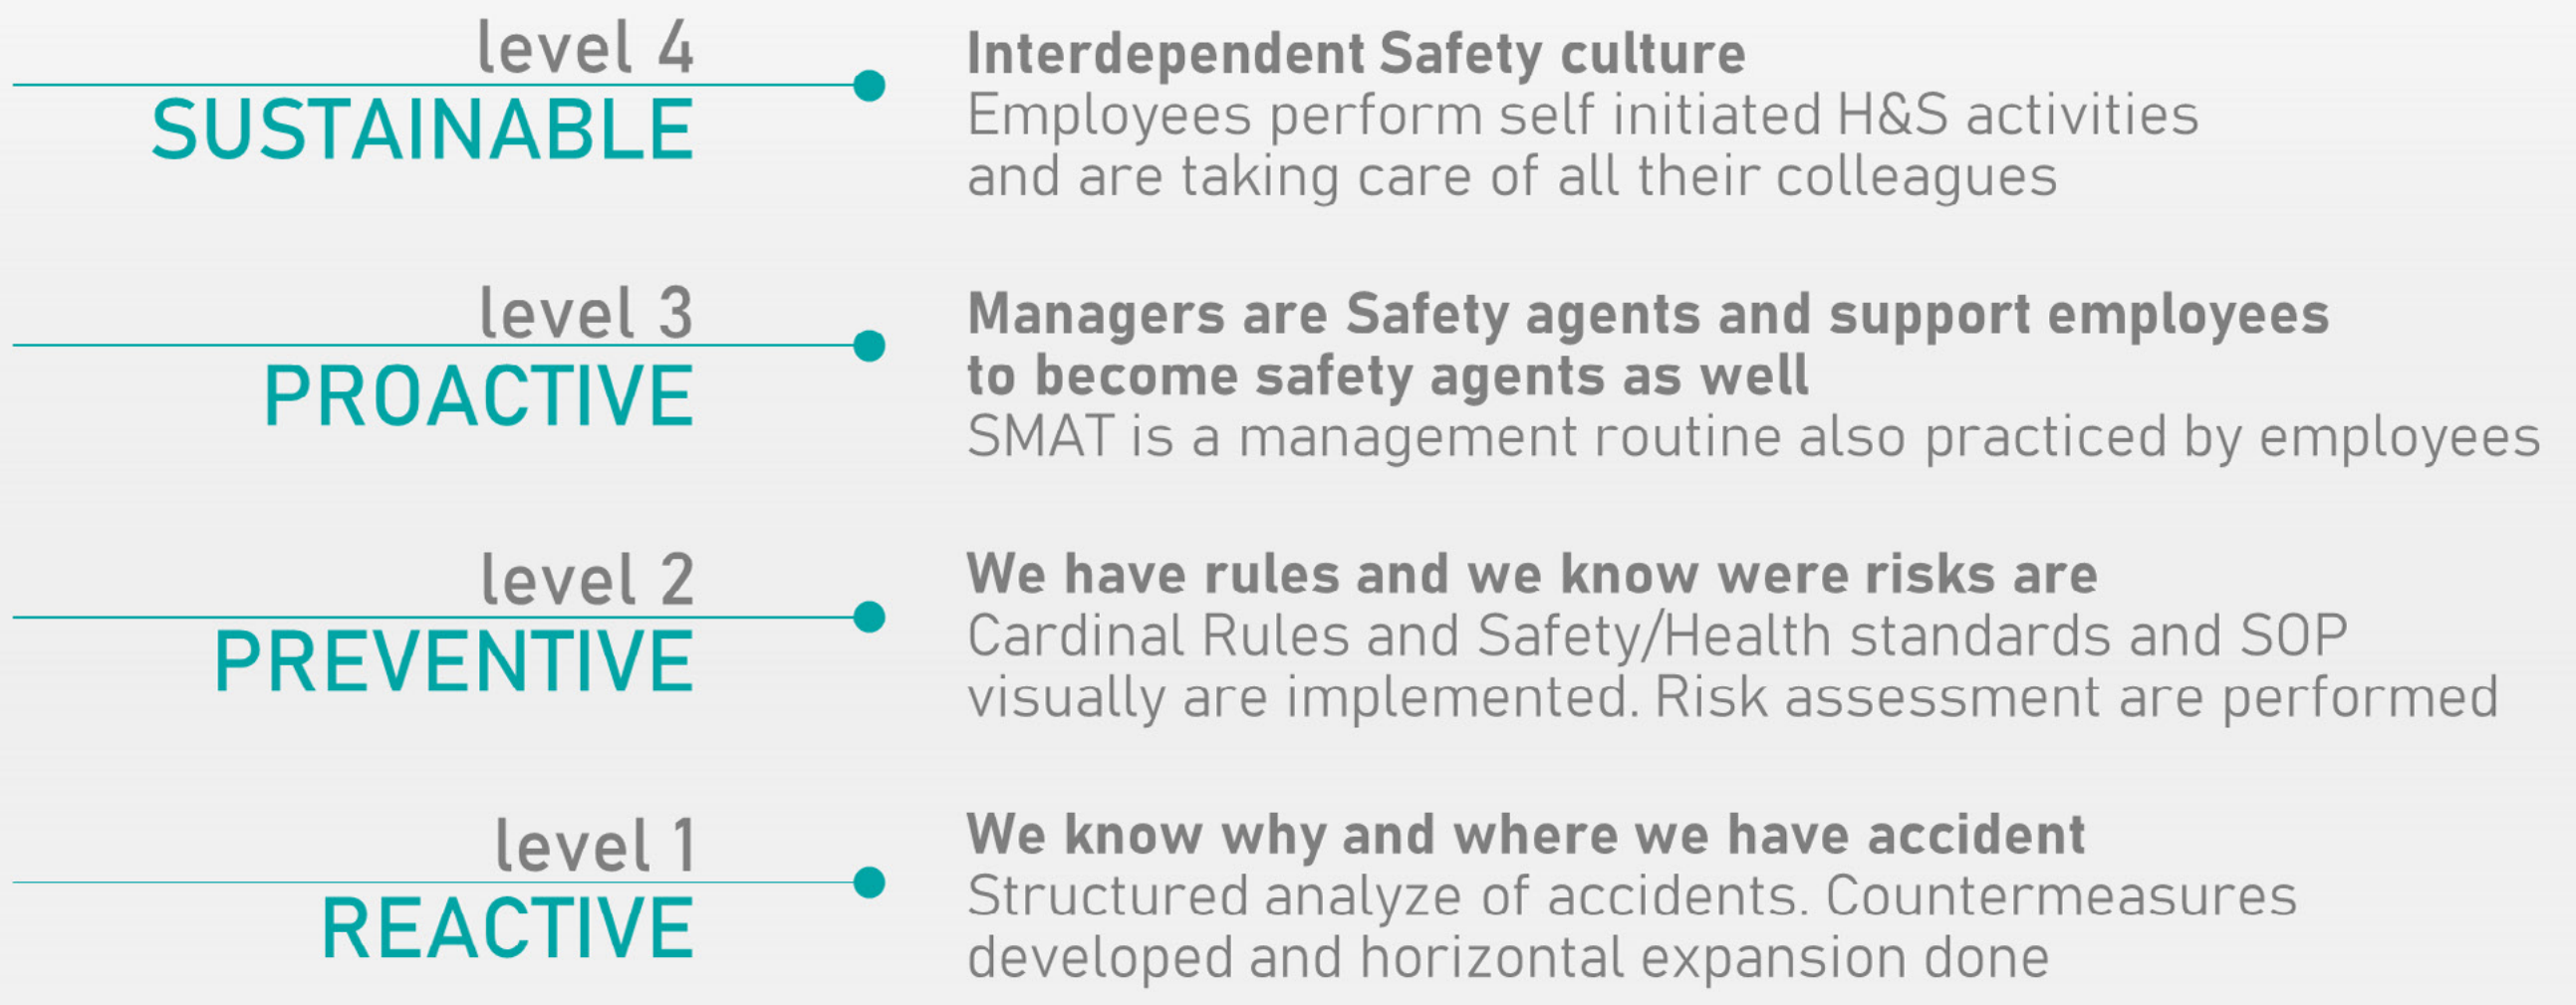 level 4
SUSTAINABLE
Interdependent Safety culture
Employees perform self initiated H&S activities
and are taking care of all their colleagues
level 3
PROACTIVE
Managers are Safety agents and support employees
to become safety agents as well
SMAT is a management routine also practiced by employees
level 2
PREVENTIVE
We have rules and we know were risks are
Cardinal Rules and Safety/Health standards and SOP
visually are implemented. Risk assessment are performed
level 1
REACTIVE
We know why and where we have accident
Structured analyze of accidents. Countermeasures
developed and horizontal expansion done